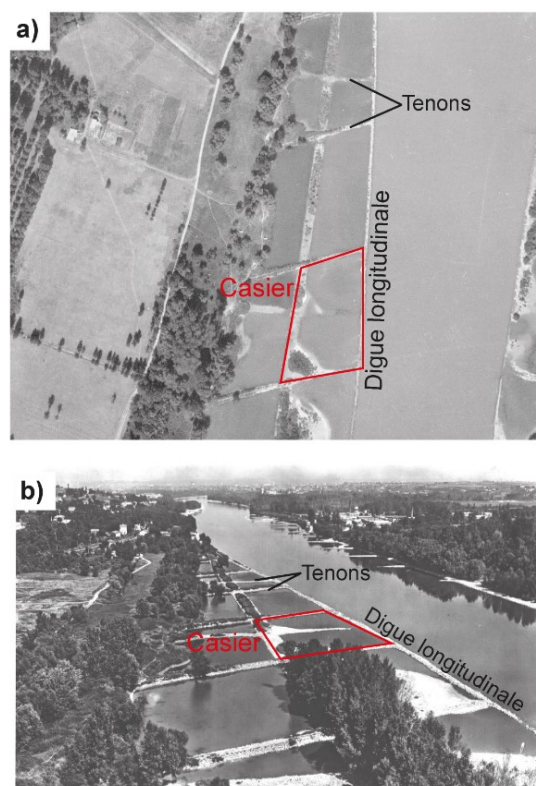 a)
Tenons
Casier
Digue longitudinale
b)
Tenons
Casier
Digue longitudinale